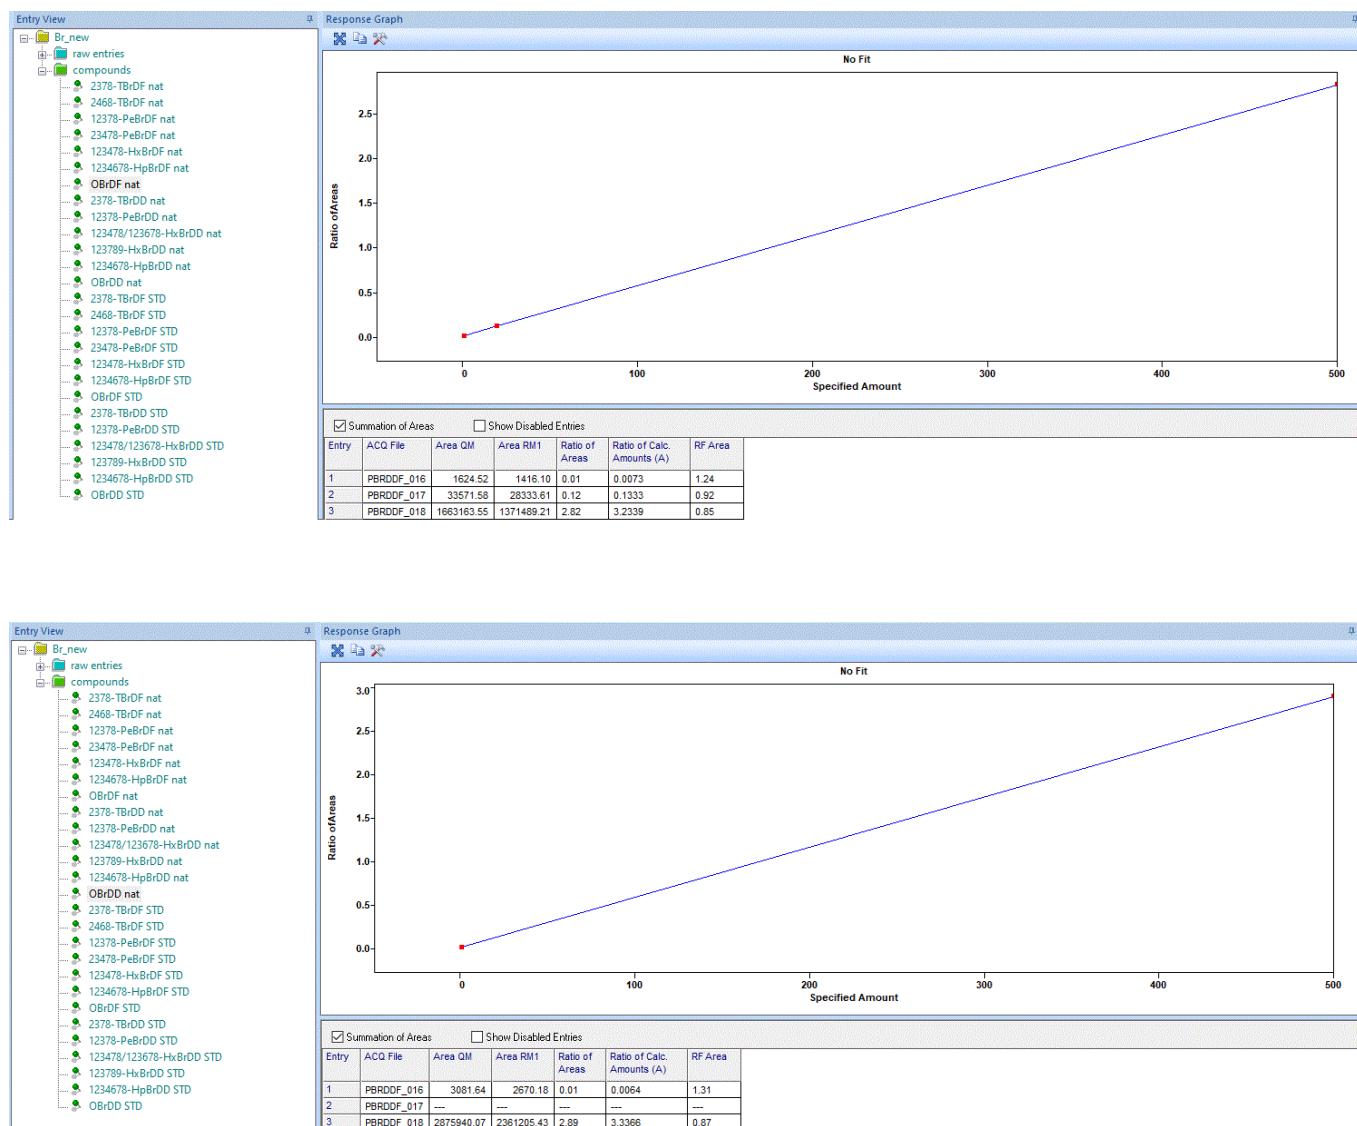 Entry View
Br_new
raw entries
compounds
2378-TBrDF nat
2468-TBrDF nat
12378-PeBrDF nat
23478-PeBrDF nat
123478-HxBrDF nat
1234678-HpBrDF nat
OBrDF nat
2378-TBrDD nat
12378-PeBrDD nat
123478/123678-HxBrDD nat
123789-HxBrDD nat
1234678-HpBrDD nat
OBrDD nat
2378-TBrDF STD
2468-TBrDF STD
12378-PeBrDF STD
23478-PeBrDF STD
123478-HxBrDF STD
1234678-HpBrDF STD
OBrDF STD
2378-TBrDD STD
12378-PeBrDD STD
123478/123678-HxBrDD STD
123789-HxBrDD STD
1234678-HpBrDD STD
OBrDD STD
Response Graph
No Fit
Ratio ofAreas
2.5
2.0
1.5
1.0
0.5
0.0
0 100 200 300 400 500
Specified Amount
Summation of Areas Show Disabled Entries
Entry ACQ File Area QM Area RM1 Ratio of Areas Ratio of Calc. Amounts (A) RF Area
1 PBRDDF_016 1624.52 1416.10 0.01 0.0073 1.24
2 PBRDDF_017 33571.58 28333.61 0.12 0.1333 0.92
3 PBRDDF_018 1663163.55 1371489.21 2.82 3.2339 0.85
Entry View
Br_new
raw entries
compounds
2378-TBrDF nat
2468-TBrDF nat
12378-PeBrDF nat
23478-PeBrDF nat
123478-HxBrDF nat
1234678-HpBrDF nat
OBrDF nat
2378-TBrDD nat
12378-PeBrDD nat
123478/123678-HxBrDD nat
123789-HxBrDD nat
1234678-HpBrDD nat
OBrDD nat
2378-TBrDF STD
2468-TBrDF STD
12378-PeBrDF STD
23478-PeBrDF STD
123478-HxBrDF STD
1234678-HpBrDF STD
OBrDF STD
2378-TBrDD STD
12378-PeBrDD STD
123478/123678-HxBrDD STD
123789-HxBrDD STD
1234678-HpBrDD STD
OBrDD STD
Response Graph
No Fit
Ratio ofAreas
3.0
2.5
2.0
1.5
1.0
0.5
0.0
0 100 200 300 400 500
Specified Amount
Summation of Areas Show Disabled Entries
Entry ACQ File Area QM Area RM1 Ratio of Areas Ratio of Calc. Amounts (A) RF Area
1 PBRDDF_016 3081.64 2670.18 0.01 0.0064 1.31
2 PBRDDF_017 --- --- --- --- ---
3 PBRDDF_018 2875940.07 2361205.43 2.89 3.3366 0.87